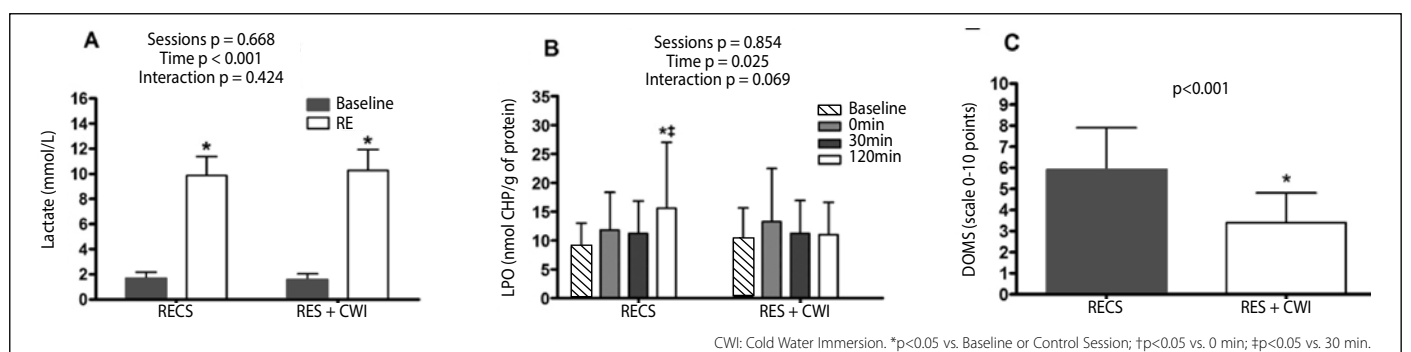 A
Sessions p = 0.668
Time p < 0.001
Interaction p = 0.424
Lactate (mmol/L)
16
14
12
10
8
6
4
2
0
Baseline
RE
*
*
RECS
RES + CWI
B
Sessions p = 0.854
Time p = 0.025
Interaction p = 0.069
LPO (nmol CHP/g of protein)
35
30
25
20
15
10
5
0
Baseline
0min
30min
120min
*‡
RECS
RES + CWI
C
p<0.001
DOMS (scale 0-10 points)
10
9
8
7
6
5
4
3
2
1
0
*
RECS
RES + CWI
CWI: Cold Water Immersion. *p<0.05 vs. Baseline or Control Session; †p<0.05 vs. 0 min; ‡p<0.05 vs. 30 min.